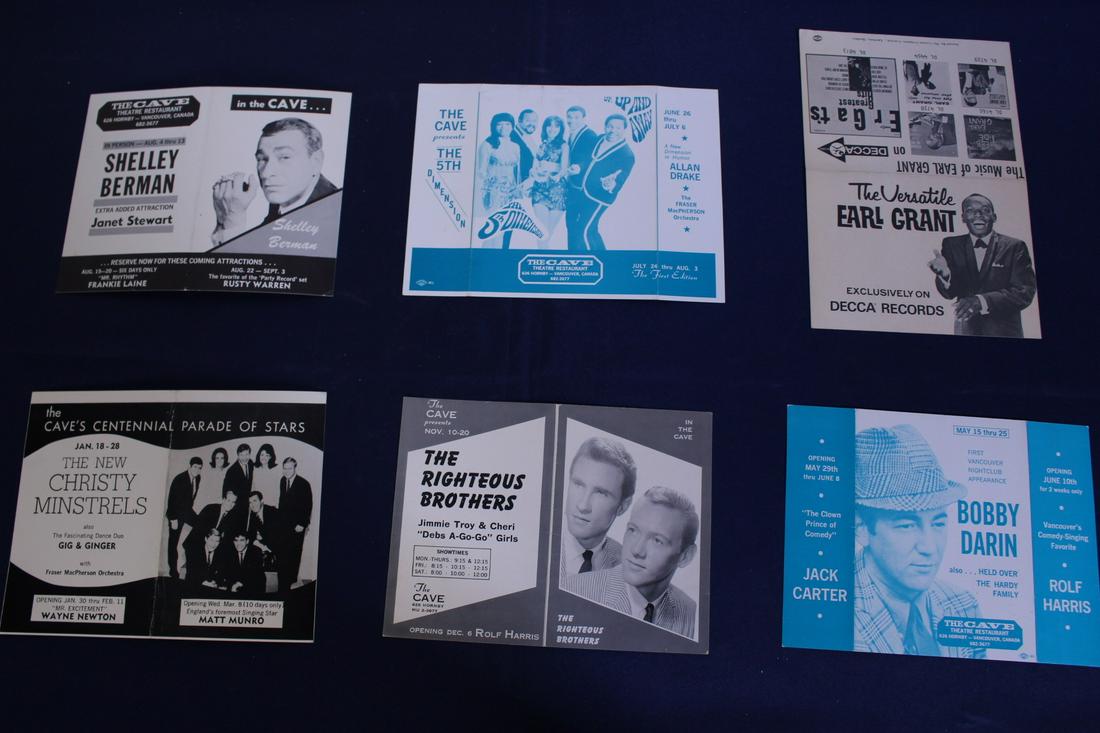 THE CAVE
THEATRE RESTAURANT
626 HORNBY - VANCOUVER, CANADA
682-3677
IN PERSON - AUG. 4 thru 13
SHELLEY
BERMAN
EXTRA ADDED ATTRACTION
Janet Stewart
in the CAVE...
Shelley
Berman
...RESERVE NOW FOR THESE COMING ATTRACTIONS...
AUG. 15-20 - SIX DAYS ONLY
"MR. RHYTHM"
FRANKIE LAINE
AUG. 22 - SEPT. 3
The favorite of the "Party Record" set
RUSTY WARREN
THE
CAVE
presents
THE
5TH
DIMENSION
UP, UP AND
AWAY
THE
5TH DIMENSION
JUNE 26
thru
JULY 6
A New
Dimension
in Humor
ALLAN
DRAKE
The
FRASER
MacPHERSON
Orchestra
THE CAVE
THEATRE RESTAURANT
626 HORNBY - VANCOUVER, CANADA
682-3677
JULY 24 thru AUG. 3
The First Edition
The Music of EARL GRANT
ON DECCA
The Versatile
EARL GRANT
EXCLUSIVELY ON
DECCA RECORDS
the
CAVE'S CENTENNIAL PARADE OF STARS
JAN. 18-28
THE NEW
CHRISTY
MINSTRELS
also
The Fascinating Dance Duo
GIG & GINGER
with
Fraser MacPherson Orchestra
OPENING JAN. 30 thru FEB. 11
"MR. EXCITEMENT"
WAYNE NEWTON
Opening Wed. Mar. 8 (10 days only)
England's foremost Singing Star
MATT MUNRO
The
CAVE
presents
NOV. 10-20
THE
RIGHTEOUS
BROTHERS
Jimmie Troy & Cheri
"Debs A-Go-Go" Girls
SHOWTIMES
MON.-THURS.: 9:15 & 12:15
FRI.: 8:15 · 10:15 · 12:15
SAT.: 8:00 · 10:00 · 12:00
The
CAVE
626 HORNBY
MU 2-3677
OPENING DEC. 6 ROLF HARRIS
IN
THE
CAVE
THE
RIGHTEOUS
BROTHERS
OPENING
MAY 29th
thru JUNE 8
"The Clown
Prince of
Comedy"
JACK
CARTER
MAY 15 thru 25
FIRST
VANCOUVER
NIGHTCLUB
APPEARANCE
BOBBY
DARIN
also . . . HELD OVER
THE HARDY
FAMILY
THE CAVE
THEATRE RESTAURANT
626 HORNBY - VANCOUVER, CANADA
682-3677
OPENING
JUNE 10th
for 2 weeks only
Vancouver's
Comedy-Singing
Favorite
ROLF
HARRIS